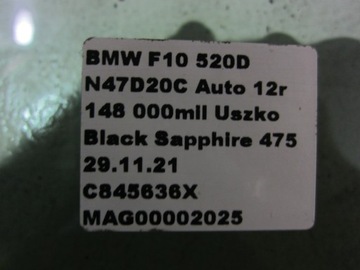 BMW F10 520D
N47D20C Auto 12r
148 000mil Uszko
Black Sapphire 475
29.11.21
C845636X
MAG00002025